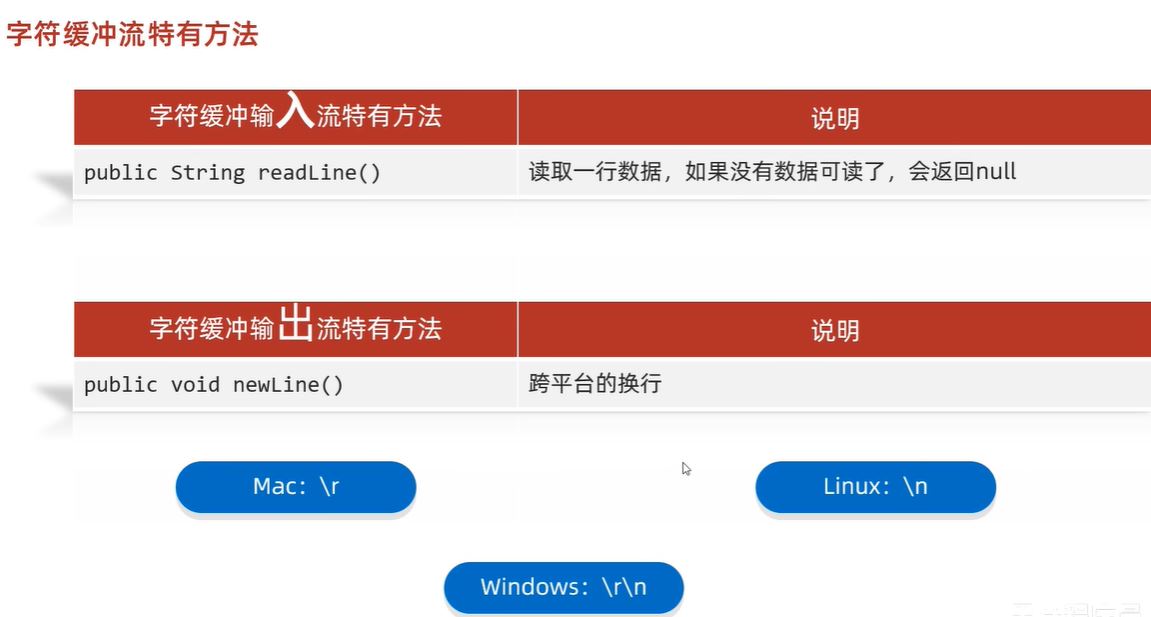 字符缓冲流特有方法
字符缓冲输入流特有方法 说明
public String readLine() 读取一行数据，如果没有数据可读了，会返回null
字符缓冲输出流特有方法 说明
public void newLine() 跨平台的换行
Mac：\r Linux：\n
Windows：\r\n